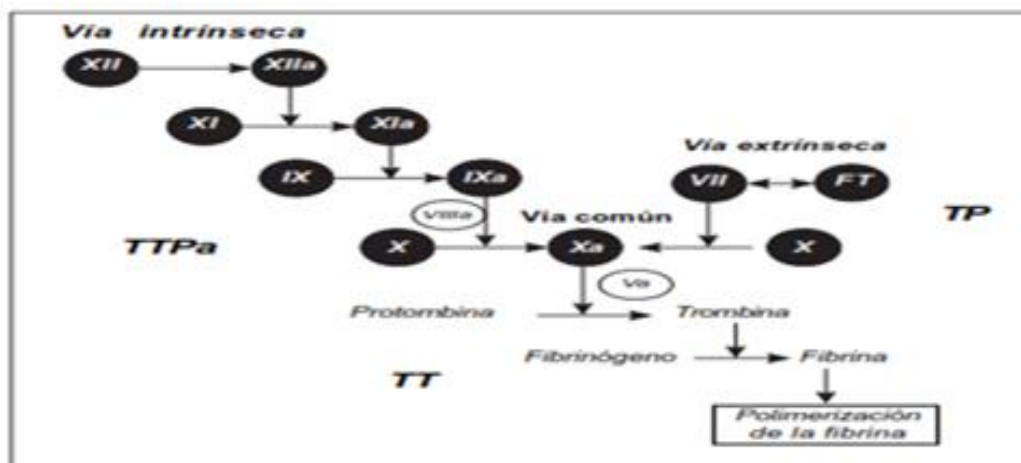 Vía intrínseca
XII XIIa
XI XIa
Vía extrínseca
IX IXa VII FT
VIIIa Vía común TP
TTPa X Xa X
Va
Protombina Trombina
Fibrinógeno Fibrina
TT
Polimerización
de la fibrina